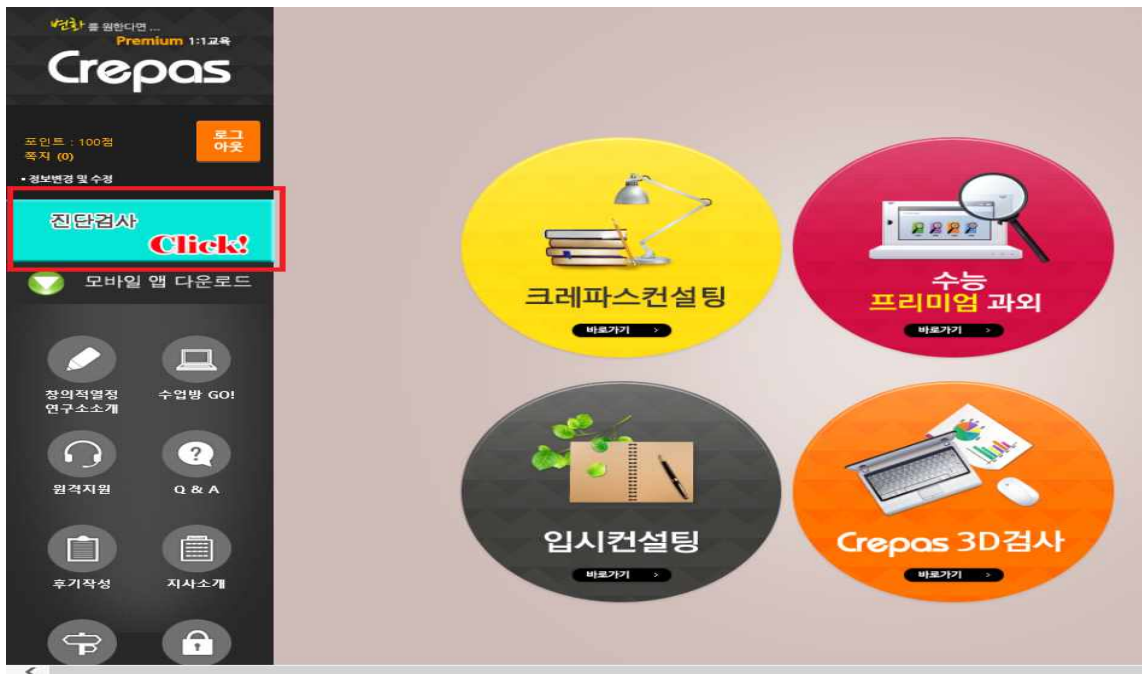 변화를 원한다면 ...
Premium 1:1교육
Crepas
포인트 : 100점
쪽지 (0)
로그
아웃
• 정보변경 및 수정
진단검사
Click!
모바일 앱 다운로드
창의적열정
연구소소개
수업방 GO!
원격지원
Q & A
후기작성
지사소개
크레파스컨설팅
바로가기 >
수능
프리미엄 과외
바로가기 >
입시컨설팅
바로가기 >
Crepas 3D검사
바로가기 >